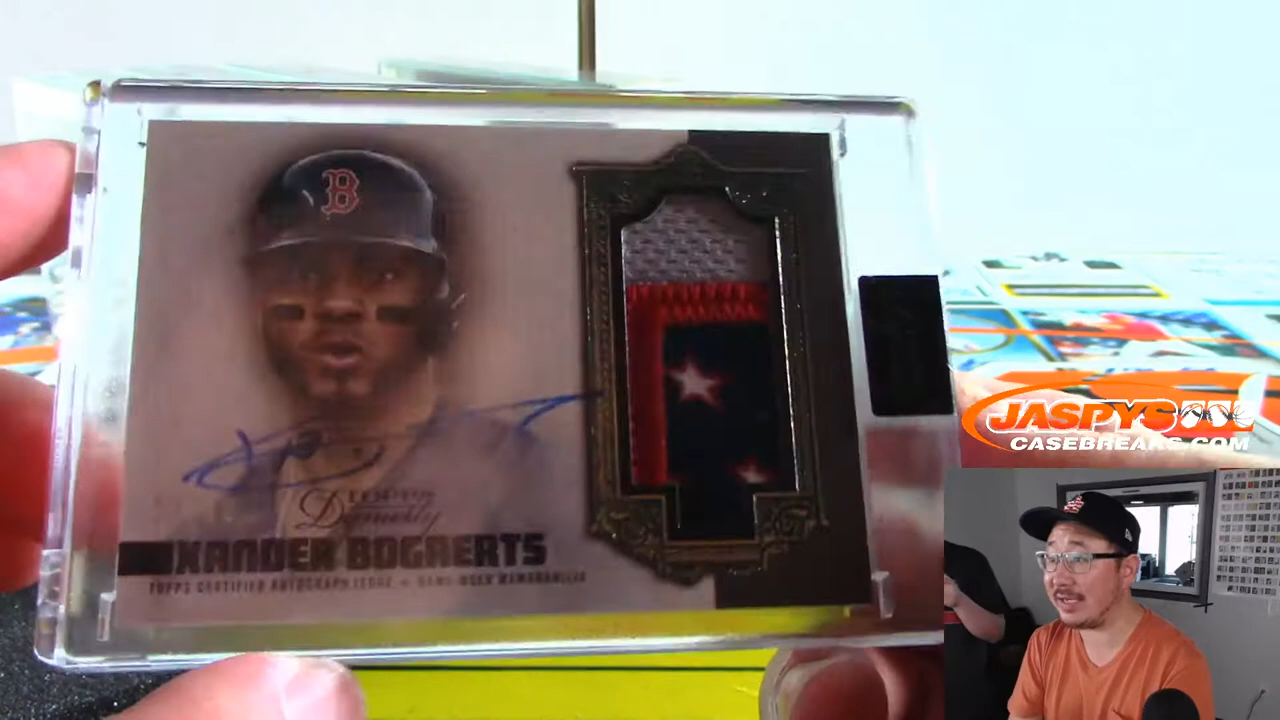 B
Topps
Dynasty
XANDER BOGAERTS
TOPPS CERTIFIED AUTOGRAPH ISSUE • GAME-USED MEMORABILIA
JASPYS
CASEBREAKS.COM